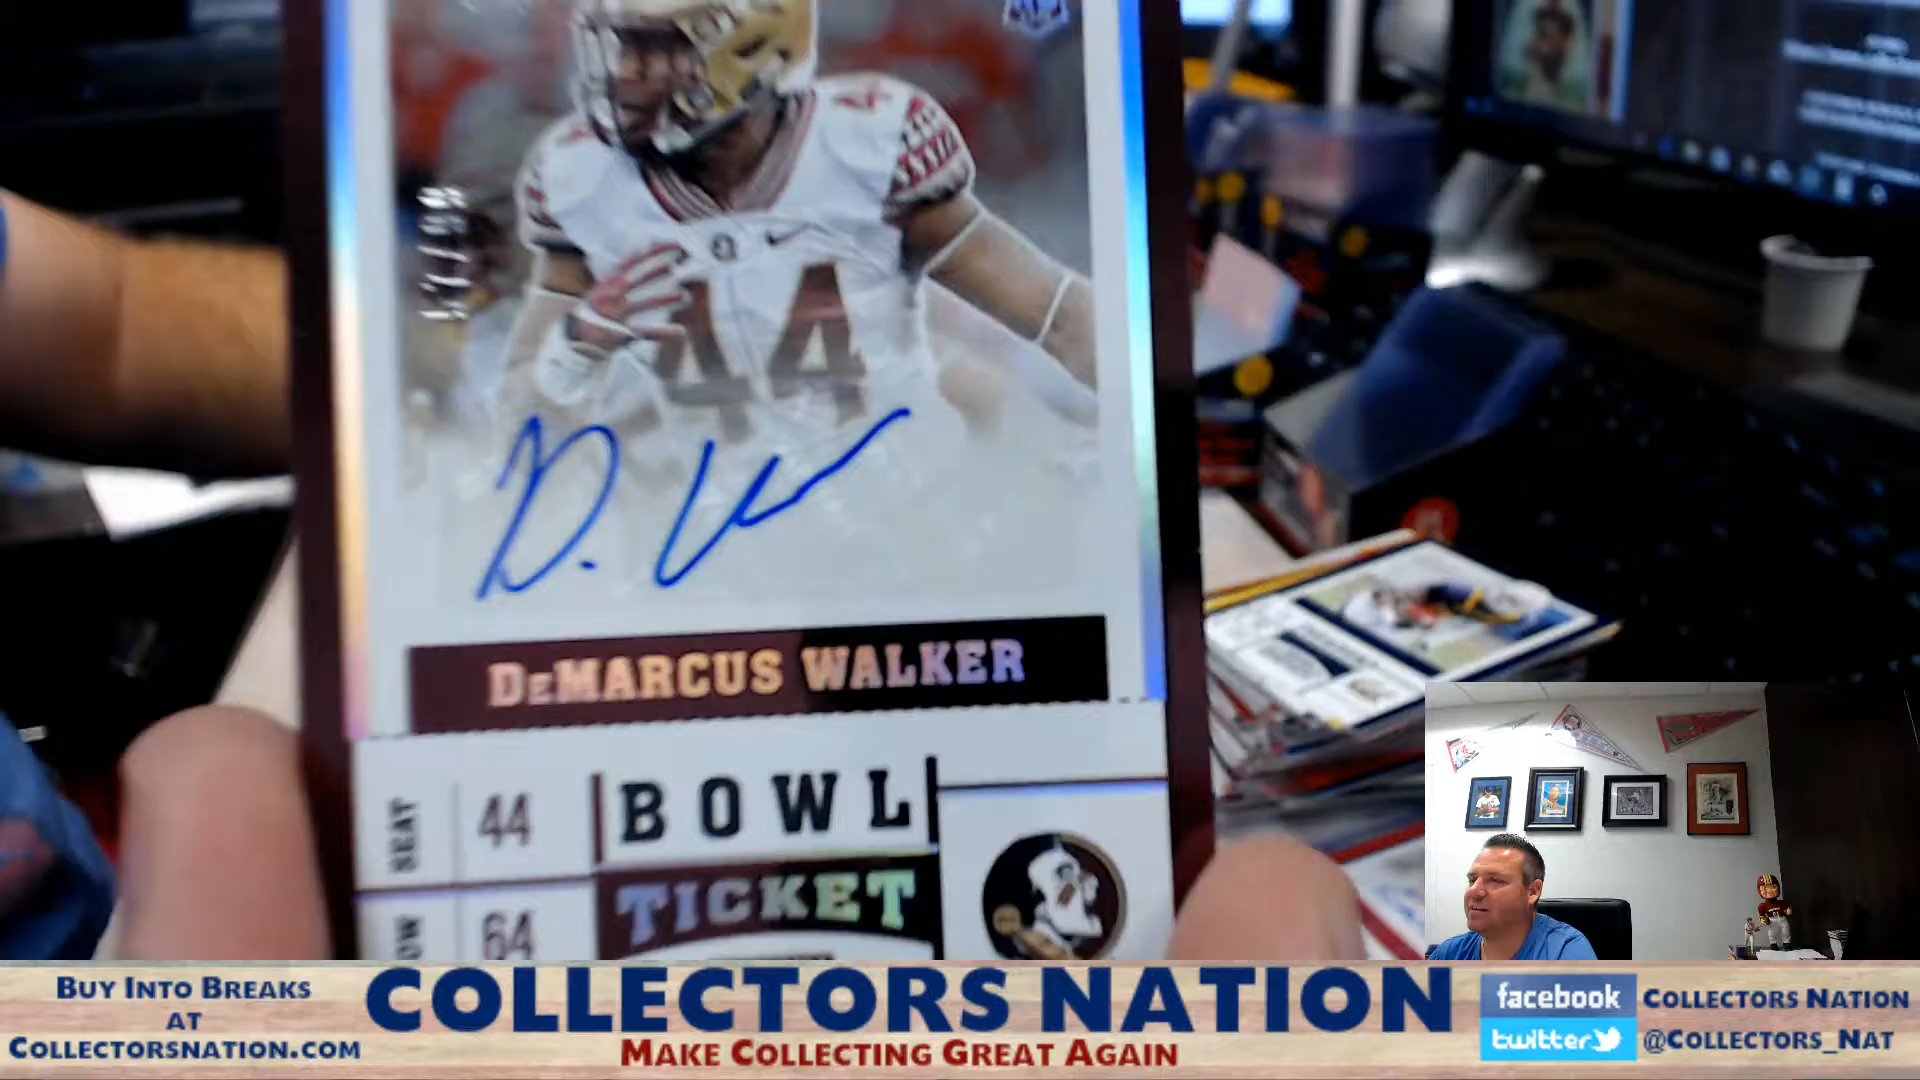 44
D. W
DeMARCUS WALKER
SEAT 44 BOWL
64 TICKET
BUY INTO BREAKS
AT
COLLECTORSNATION.COM
COLLECTORS NATION
MAKE COLLECTING GREAT AGAIN
facebook COLLECTORS NATION
twitter @COLLECTORS_NAT